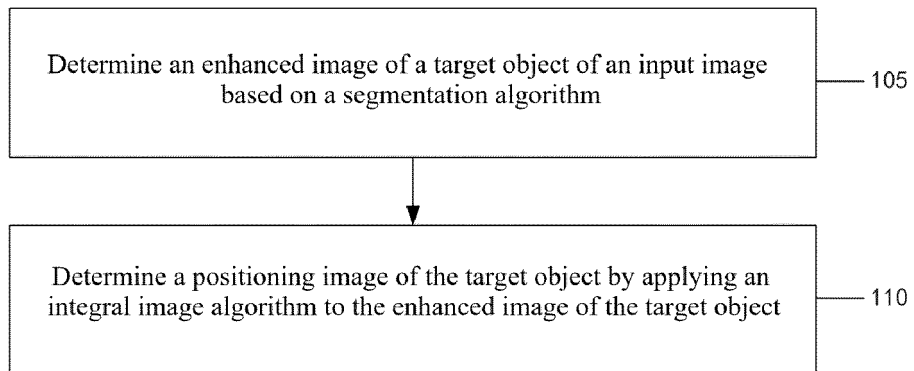 Determine an enhanced image of a target object of an input image
based on a segmentation algorithm
105
Determine a positioning image of the target object by applying an
integral image algorithm to the enhanced image of the target object
110